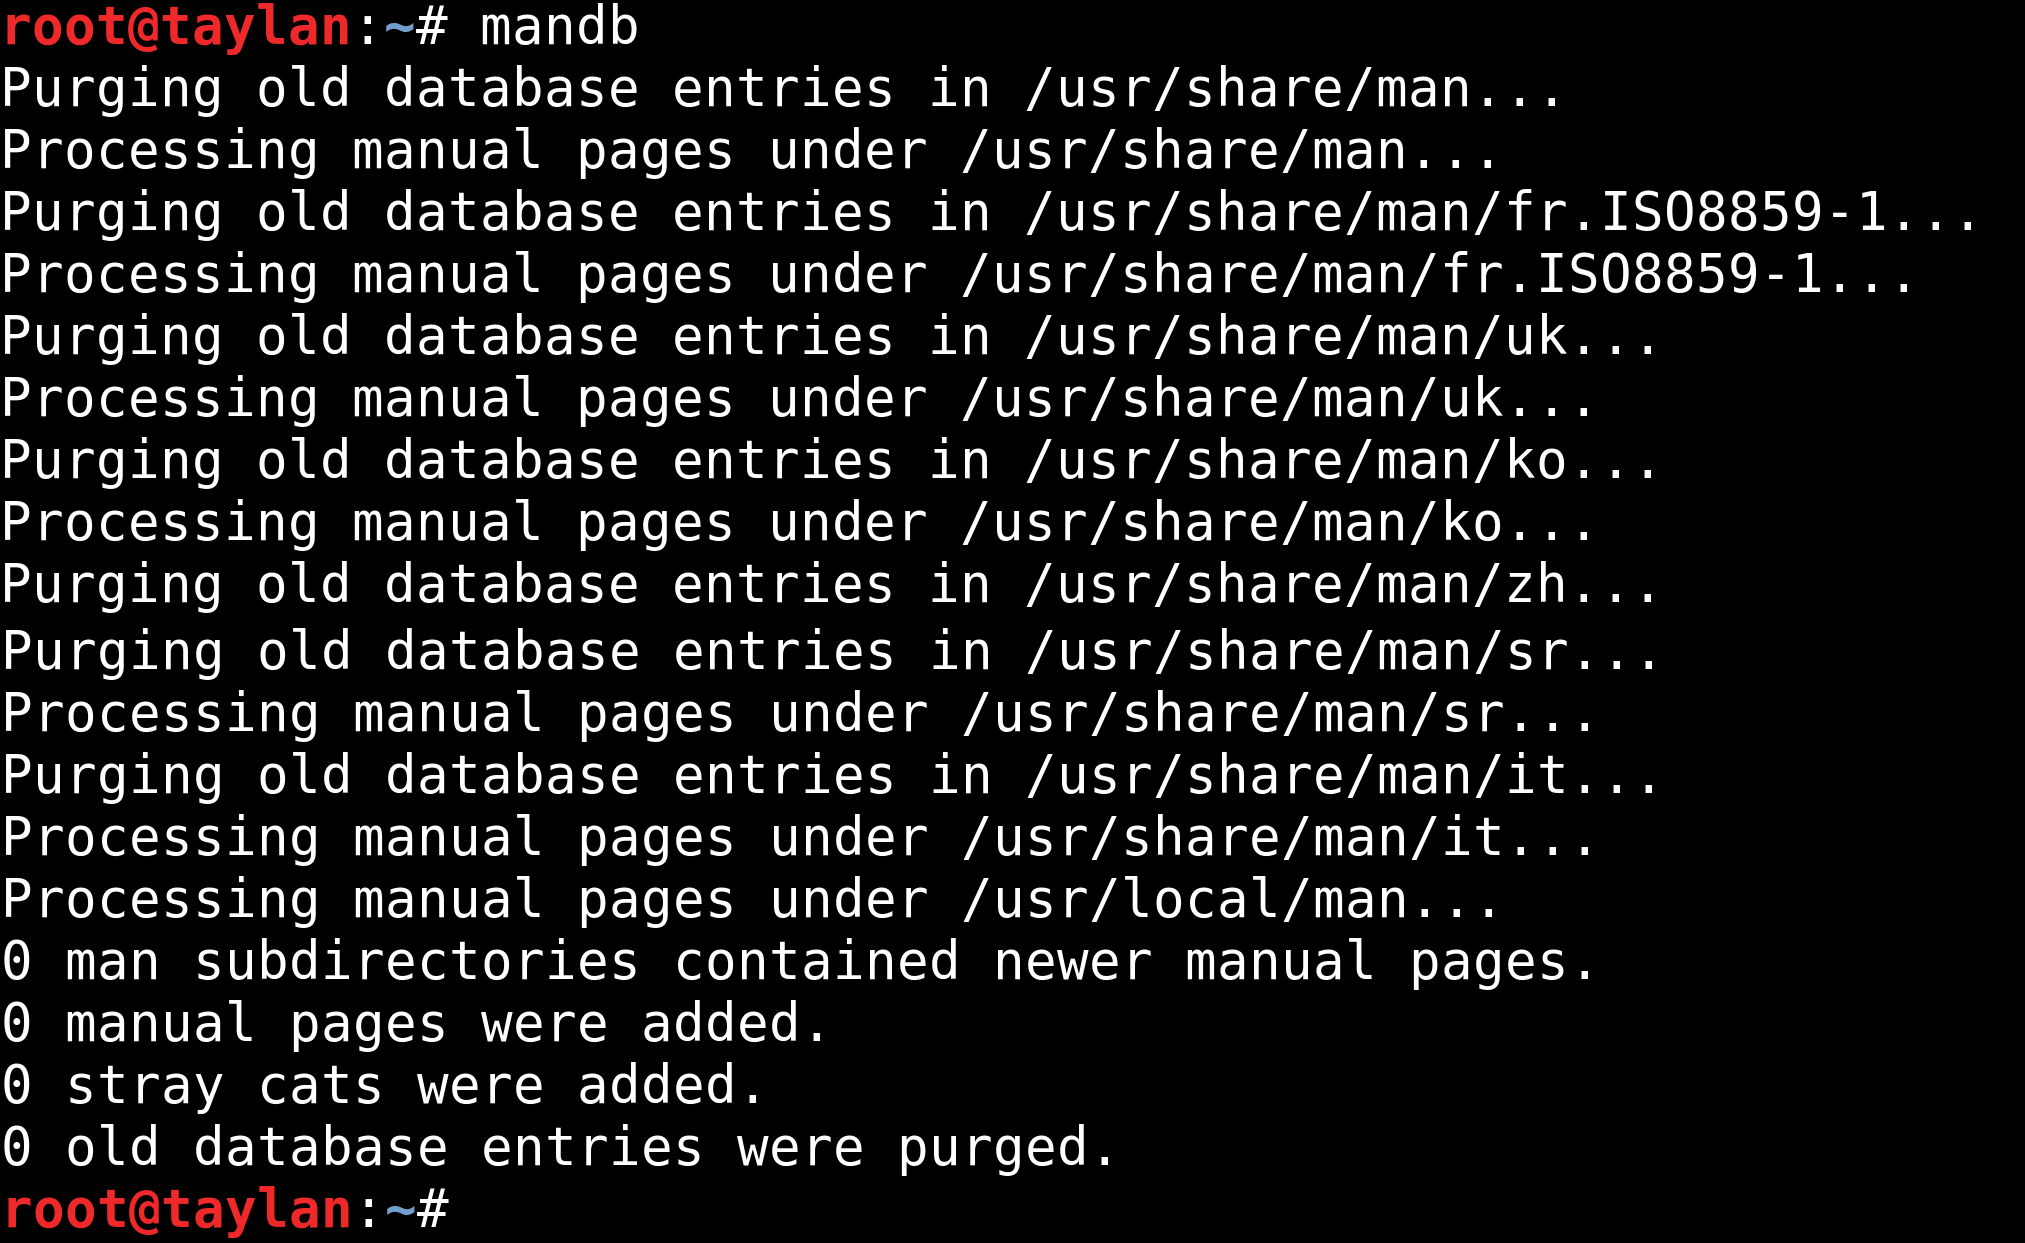 root@taylan:~# mandb
Purging old database entries in /usr/share/man...
Processing manual pages under /usr/share/man...
Purging old database entries in /usr/share/man/fr.ISO8859-1...
Processing manual pages under /usr/share/man/fr.ISO8859-1...
Purging old database entries in /usr/share/man/uk...
Processing manual pages under /usr/share/man/uk...
Purging old database entries in /usr/share/man/ko...
Processing manual pages under /usr/share/man/ko...
Purging old database entries in /usr/share/man/zh...
Purging old database entries in /usr/share/man/sr...
Processing manual pages under /usr/share/man/sr...
Purging old database entries in /usr/share/man/it...
Processing manual pages under /usr/share/man/it...
Processing manual pages under /usr/local/man...
0 man subdirectories contained newer manual pages.
0 manual pages were added.
0 stray cats were added.
0 old database entries were purged.
root@taylan:~#